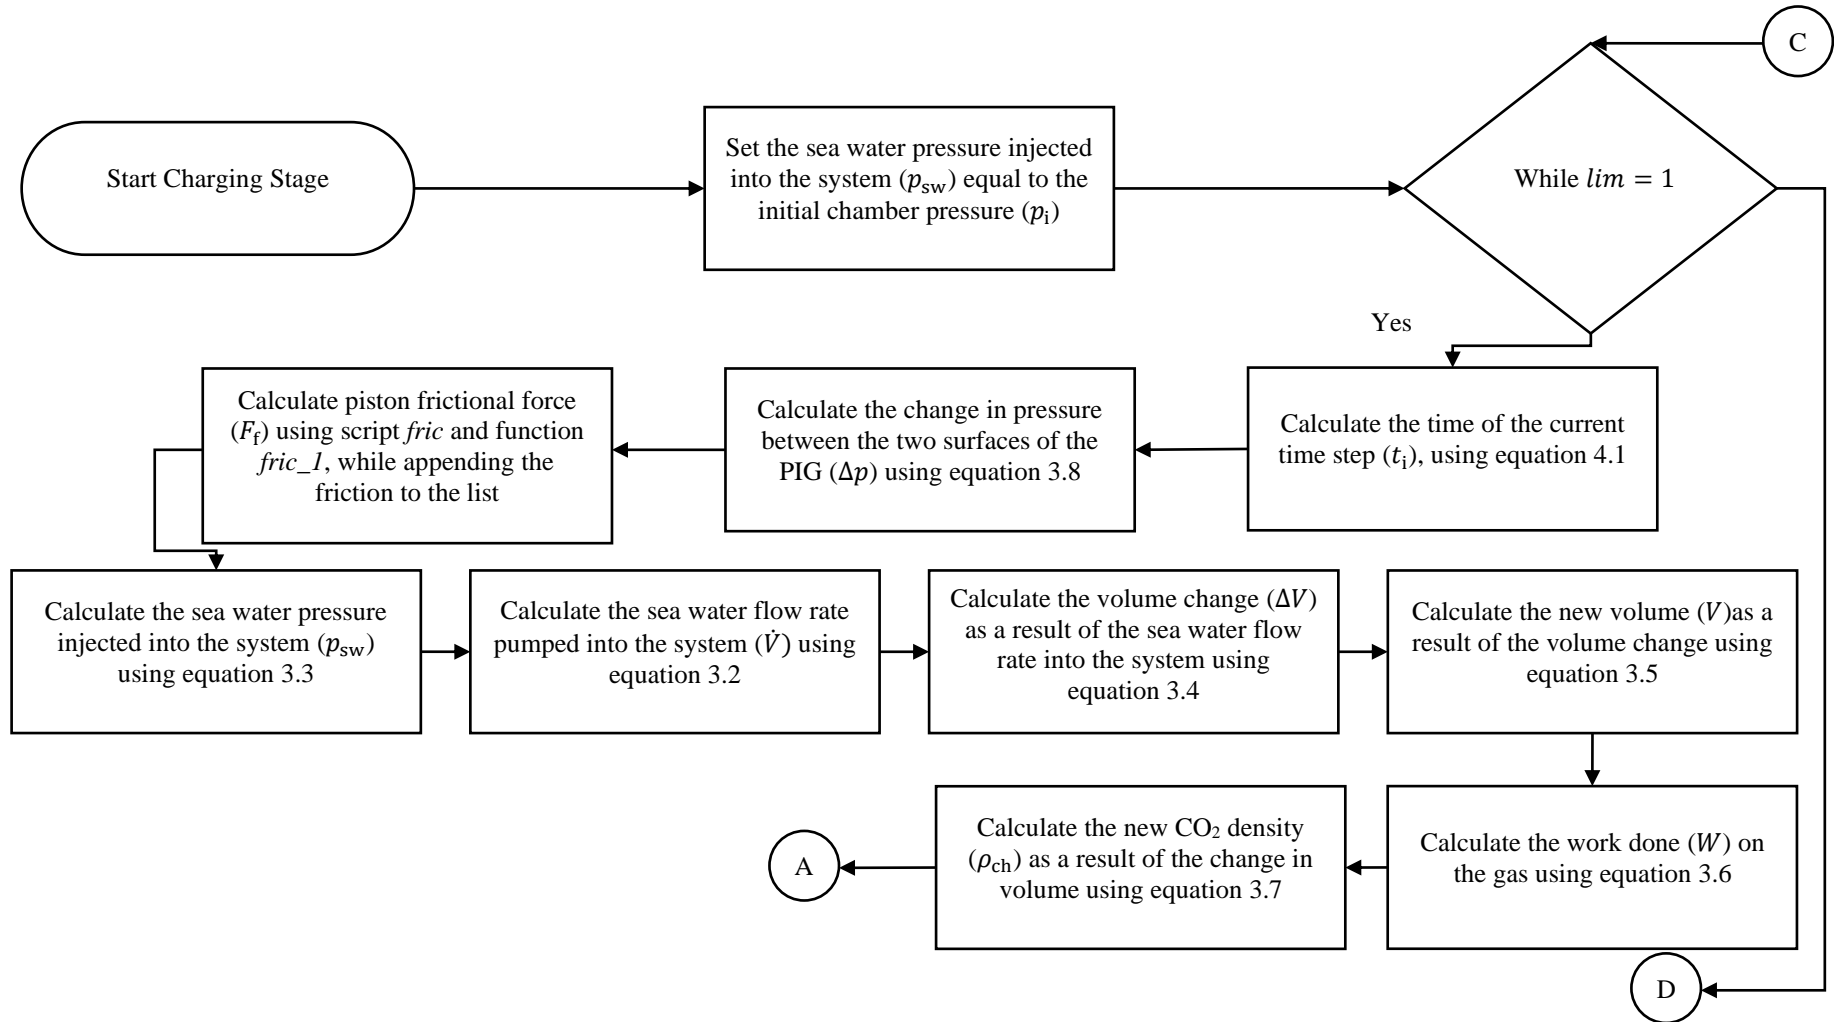 C
Start Charging Stage
Set the sea water pressure injected
into the system (𝑝sw) equal to the
initial chamber pressure (𝑝i)
While 𝑙𝑖𝑚 = 1
Yes
Calculate the time of the current
time step (𝑡i), using equation 4.1
Calculate the change in pressure
between the two surfaces of the
PIG (Δ𝑝) using equation 3.8
Calculate piston frictional force
(𝐹f) using script fric and function
fric_1, while appending the
friction to the list
Calculate the sea water pressure
injected into the system (𝑝sw)
using equation 3.3
Calculate the sea water flow rate
pumped into the system (V̇) using
equation 3.2
Calculate the volume change (Δ𝑉)
as a result of the sea water flow
rate into the system using
equation 3.4
Calculate the new volume (𝑉)as a
result of the volume change using
equation 3.5
Calculate the work done (𝑊) on
the gas using equation 3.6
Calculate the new CO₂ density
(𝜌ch) as a result of the change in
volume using equation 3.7
A
D